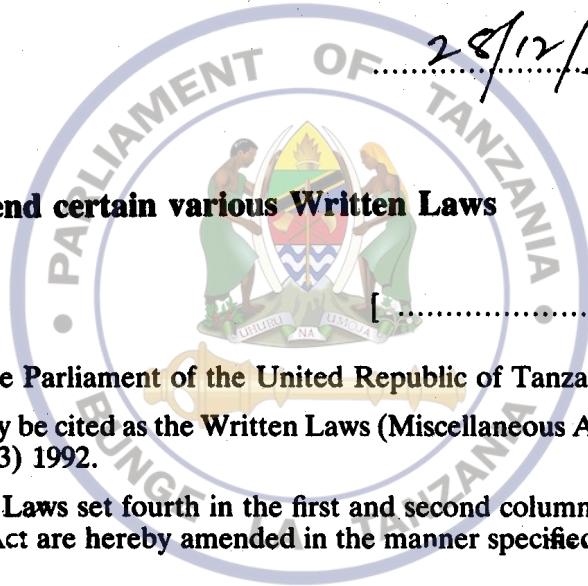 28/12/
end certain various Written Laws
[ ....................
e Parliament of the United Republic of Tanza
y be cited as the Written Laws (Miscellaneous A
3) 1992.
Laws set fourth in the first and second column
Act are hereby amended in the manner specified
PARLIAMENT OF TANZANIA
BUNGE LA TANZANIA
UHURU NA UMOJA